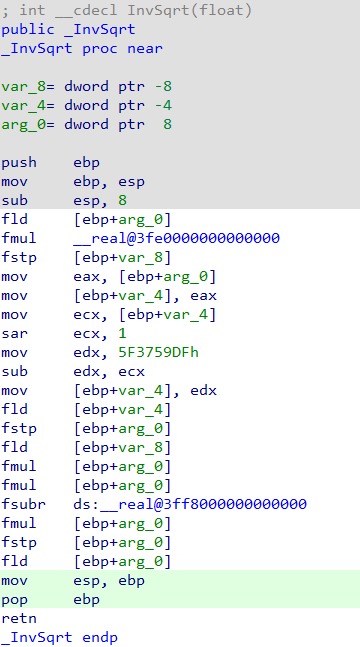 ; int __cdecl InvSqrt(float)
public _InvSqrt
_InvSqrt proc near
var_8= dword ptr -8
var_4= dword ptr -4
arg_0= dword ptr  8
push    ebp
mov     ebp, esp
sub     esp, 8
fld     [ebp+arg_0]
fmul    __real@3fe0000000000000
fstp    [ebp+var_8]
mov     eax, [ebp+arg_0]
mov     [ebp+var_4], eax
mov     ecx, [ebp+var_4]
sar     ecx, 1
mov     edx, 5F3759DFh
sub     edx, ecx
mov     [ebp+var_4], edx
fld     [ebp+var_4]
fstp    [ebp+arg_0]
fld     [ebp+var_8]
fmul    [ebp+arg_0]
fmul    [ebp+arg_0]
fsubr   ds:__real@3ff8000000000000
fmul    [ebp+arg_0]
fstp    [ebp+arg_0]
fld     [ebp+arg_0]
mov     esp, ebp
pop     ebp
retn
_InvSqrt endp